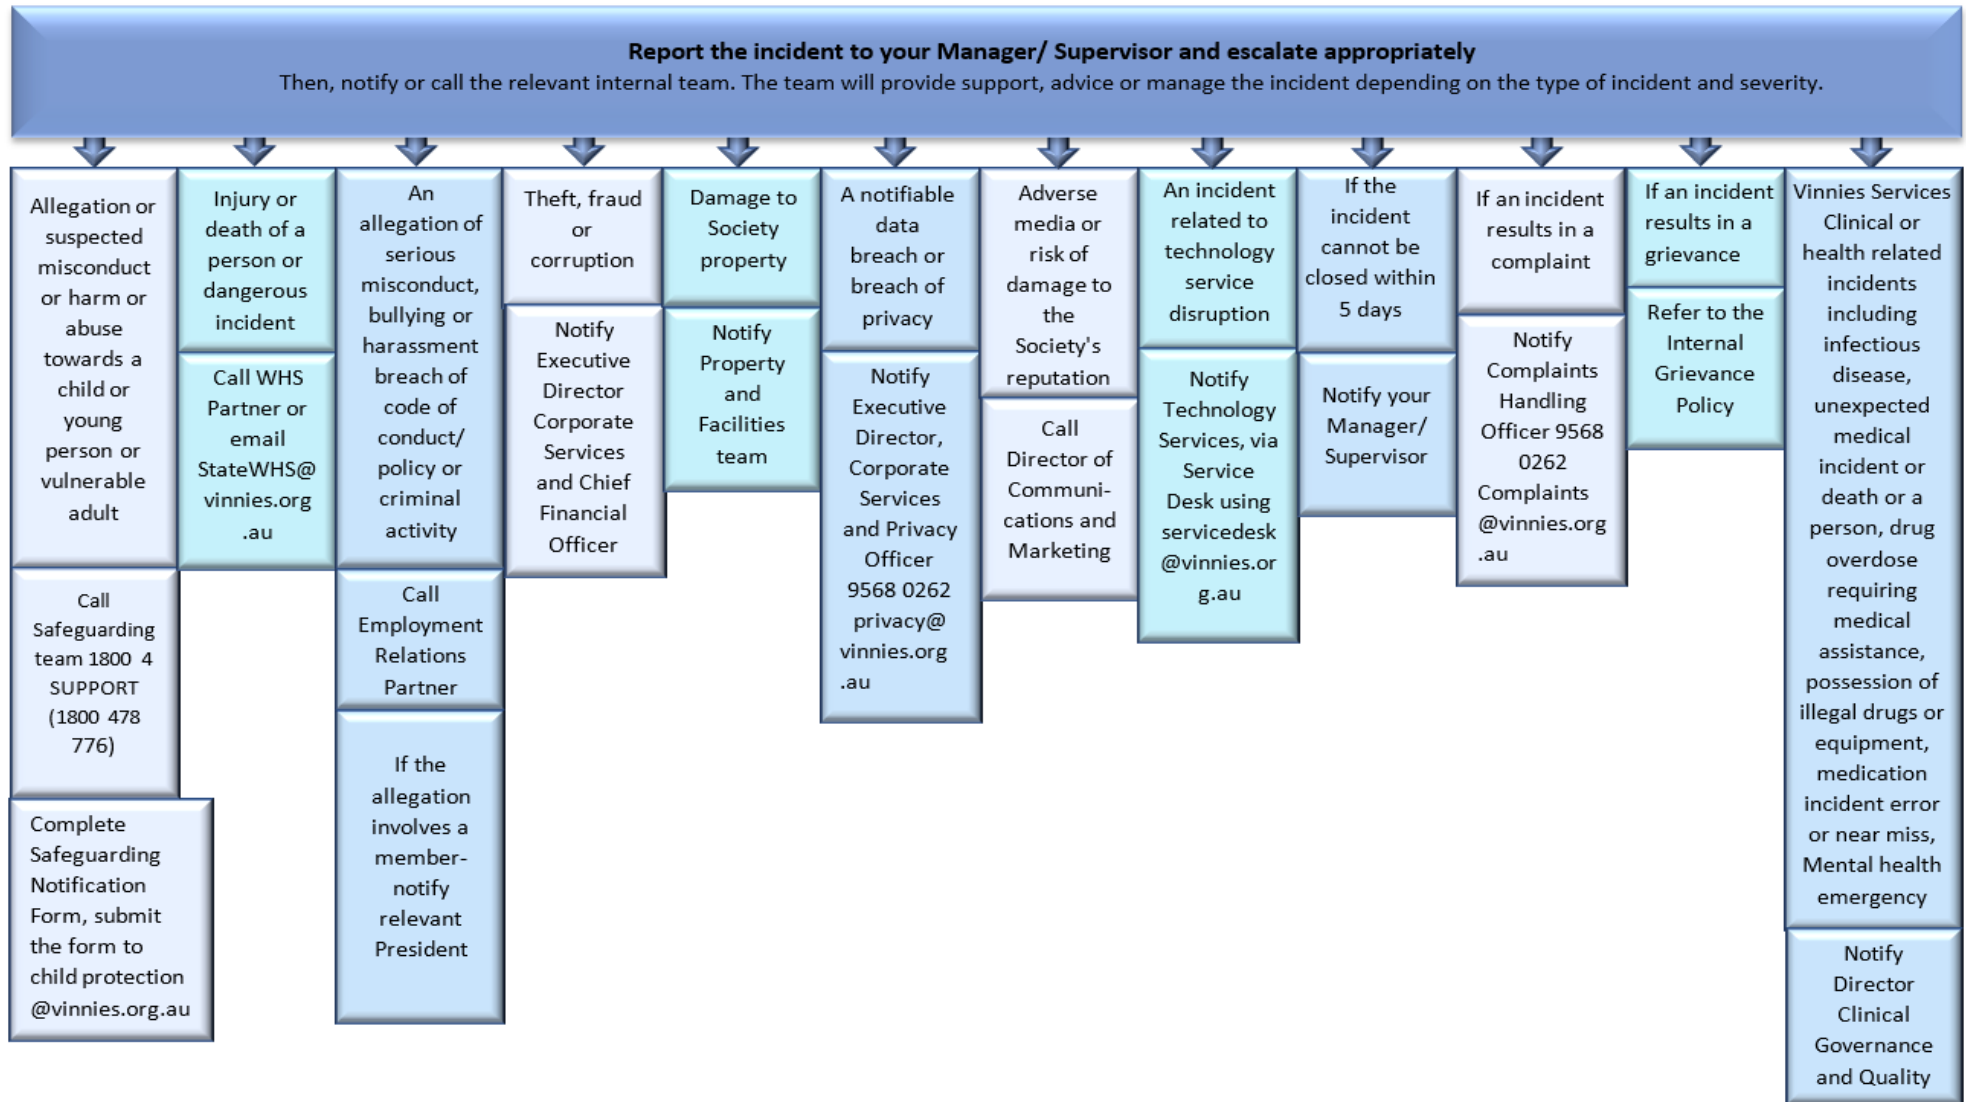 Report the incident to your Manager/ Supervisor and escalate appropriately
Then, notify or call the relevant internal team. The team will provide support, advice or manage the incident depending on the type of incident and severity.
Allegation or
suspected
misconduct
or harm or
abuse
towards a
child or
young
person or
vulnerable
adult
Call
Safeguarding
team 1800 4
SUPPORT
(1800 478
776)
Complete
Safeguarding
Notification
Form, submit
the form to
child protection
@vinnies.org.au
Injury or
death of a
person or
dangerous
incident
Call WHS
Partner or
email
StateWHS@
vinnies.org
.au
An
allegation of
serious
misconduct,
bullying or
harassment
breach of
code of
conduct/
policy or
criminal
activity
Call
Employment
Relations
Partner
If the
allegation
involves a
member-
notify
relevant
President
Theft, fraud
or
corruption
Notify
Executive
Director
Corporate
Services
and Chief
Financial
Officer
Damage to
Society
property
Notify
Property
and
Facilities
team
A notifiable
data
breach or
breach of
privacy
Notify
Executive
Director,
Corporate
Services
and Privacy
Officer
9568 0262
privacy@
vinnies.org
.au
Adverse
media or
risk of
damage to
the
Society's
reputation
Call
Director of
Communi-
cations and
Marketing
An incident
related to
technology
service
disruption
Notify
Technology
Services, via
Service
Desk using
servicedesk
@vinnies.or
g.au
If the
incident
cannot be
closed within
5 days
Notify your
Manager/
Supervisor
If an incident
results in a
complaint
Notify
Complaints
Handling
Officer 9568
0262
Complaints
@vinnies.org
.au
If an incident
results in a
grievance
Refer to the
Internal
Grievance
Policy
Vinnies Services
Clinical or
health related
incidents
including
infectious
disease,
unexpected
medical
incident or
death or a
person, drug
overdose
requiring
medical
assistance,
possession of
illegal drugs or
equipment,
medication
incident error
or near miss,
Mental health
emergency
Notify
Director
Clinical
Governance
and Quality